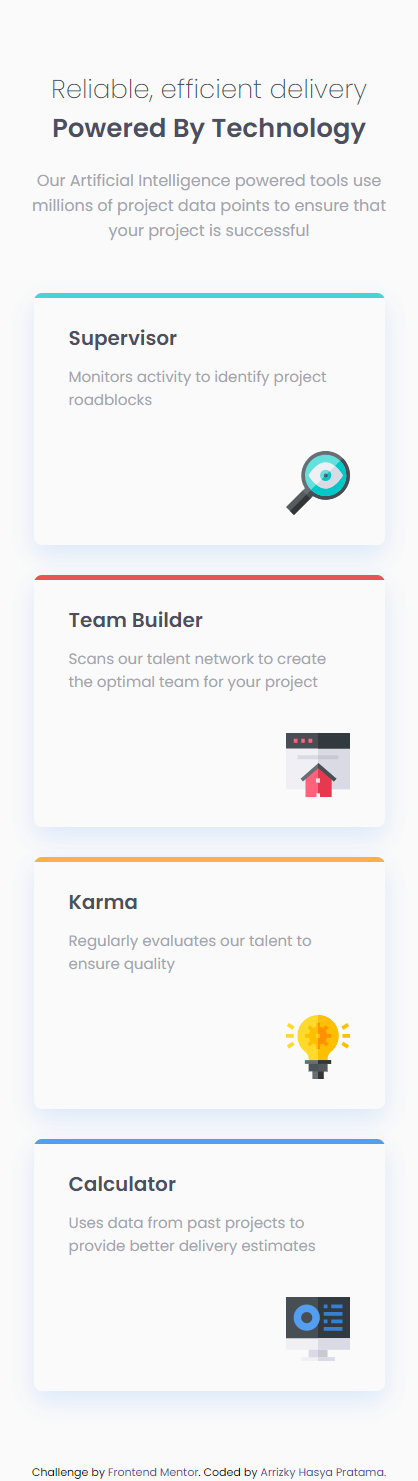 Reliable, efficient delivery
Powered By Technology
Our Artificial Intelligence powered tools use
millions of project data points to ensure that
your project is successful
Supervisor
Monitors activity to identify project
roadblocks
Team Builder
Scans our talent network to create
the optimal team for your project
Karma
Regularly evaluates our talent to
ensure quality
Calculator
Uses data from past projects to
provide better delivery estimates
Challenge by Frontend Mentor. Coded by Arrizky Hasya Pratama.